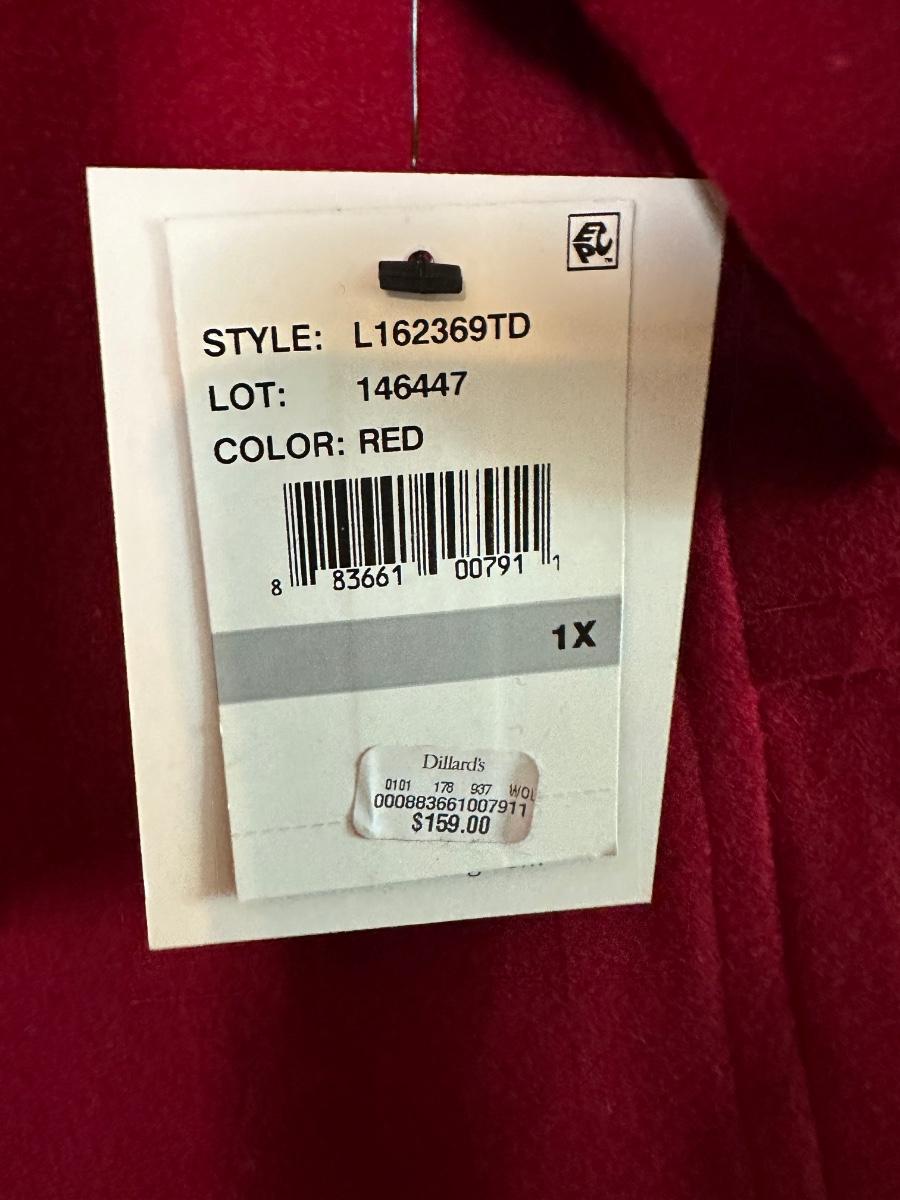 EPC
STYLE: L162369TD
LOT: 146447
COLOR: RED
8 83661 00791 1
1X
Dillard's
0101 178 937 WOL
000883661007911
$159.00